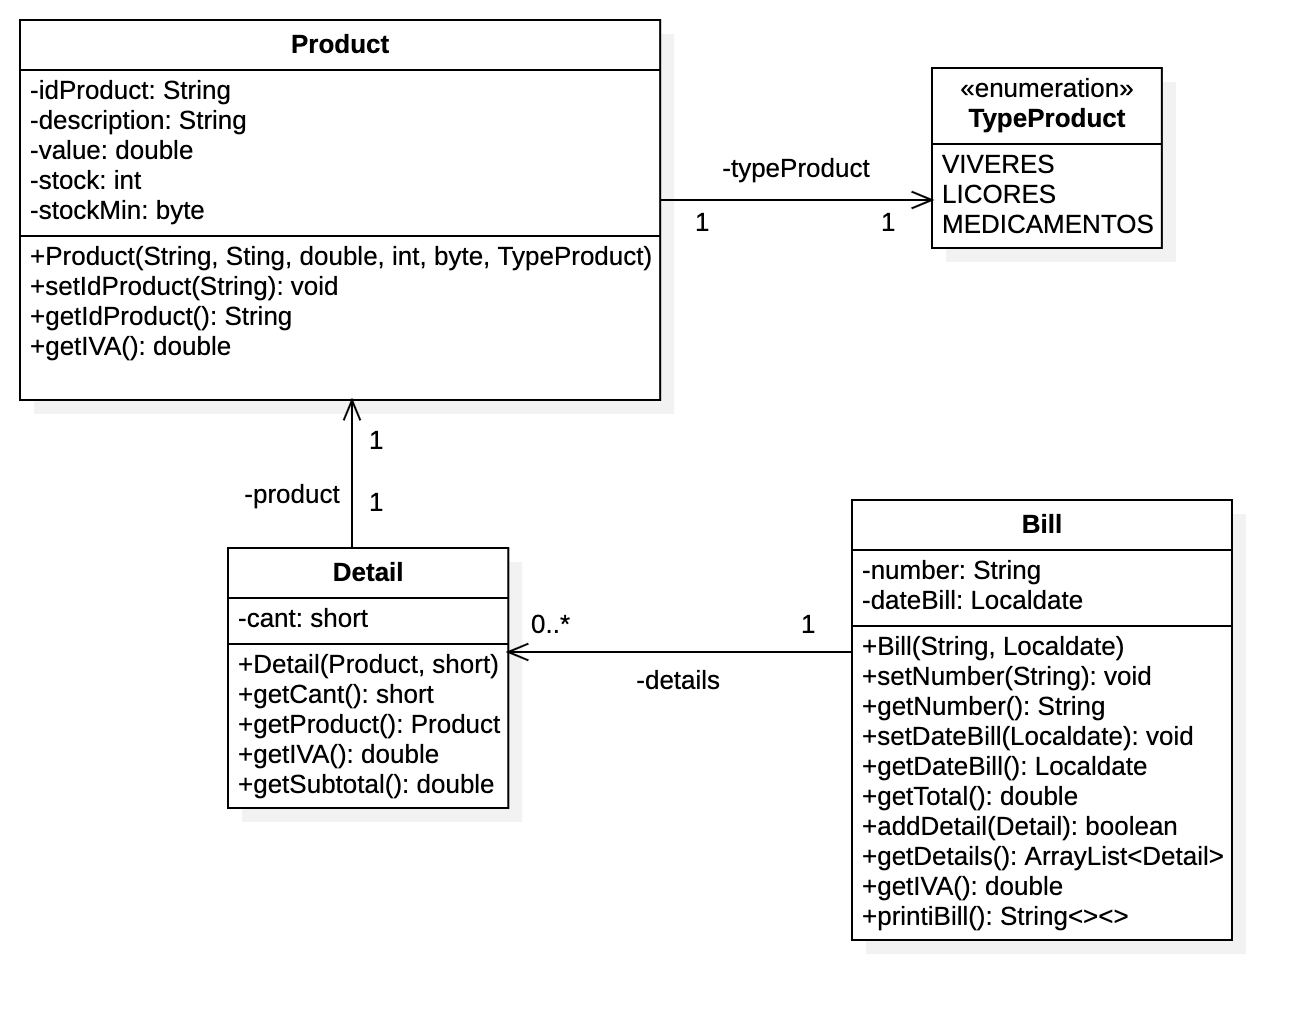 Product
-idProduct: String
-description: String
-value: double
-stock: int
-stockMin: byte
+Product(String, Sting, double, int, byte, TypeProduct)
+setIdProduct(String): void
+getIdProduct(): String
+getIVA(): double
-typeProduct
1
1
«enumeration»
TypeProduct
VIVERES
LICORES
MEDICAMENTOS
1
-product
1
Detail
-cant: short
+Detail(Product, short)
+getCant(): short
+getProduct(): Product
+getIVA(): double
+getSubtotal(): double
0..*
1
-details
Bill
-number: String
-dateBill: Localdate
+Bill(String, Localdate)
+setNumber(String): void
+getNumber(): String
+setDateBill(Localdate): void
+getDateBill(): Localdate
+getTotal(): double
+addDetail(Detail): boolean
+getDetails(): ArrayList<Detail>
+getIVA(): double
+printiBill(): String<><>